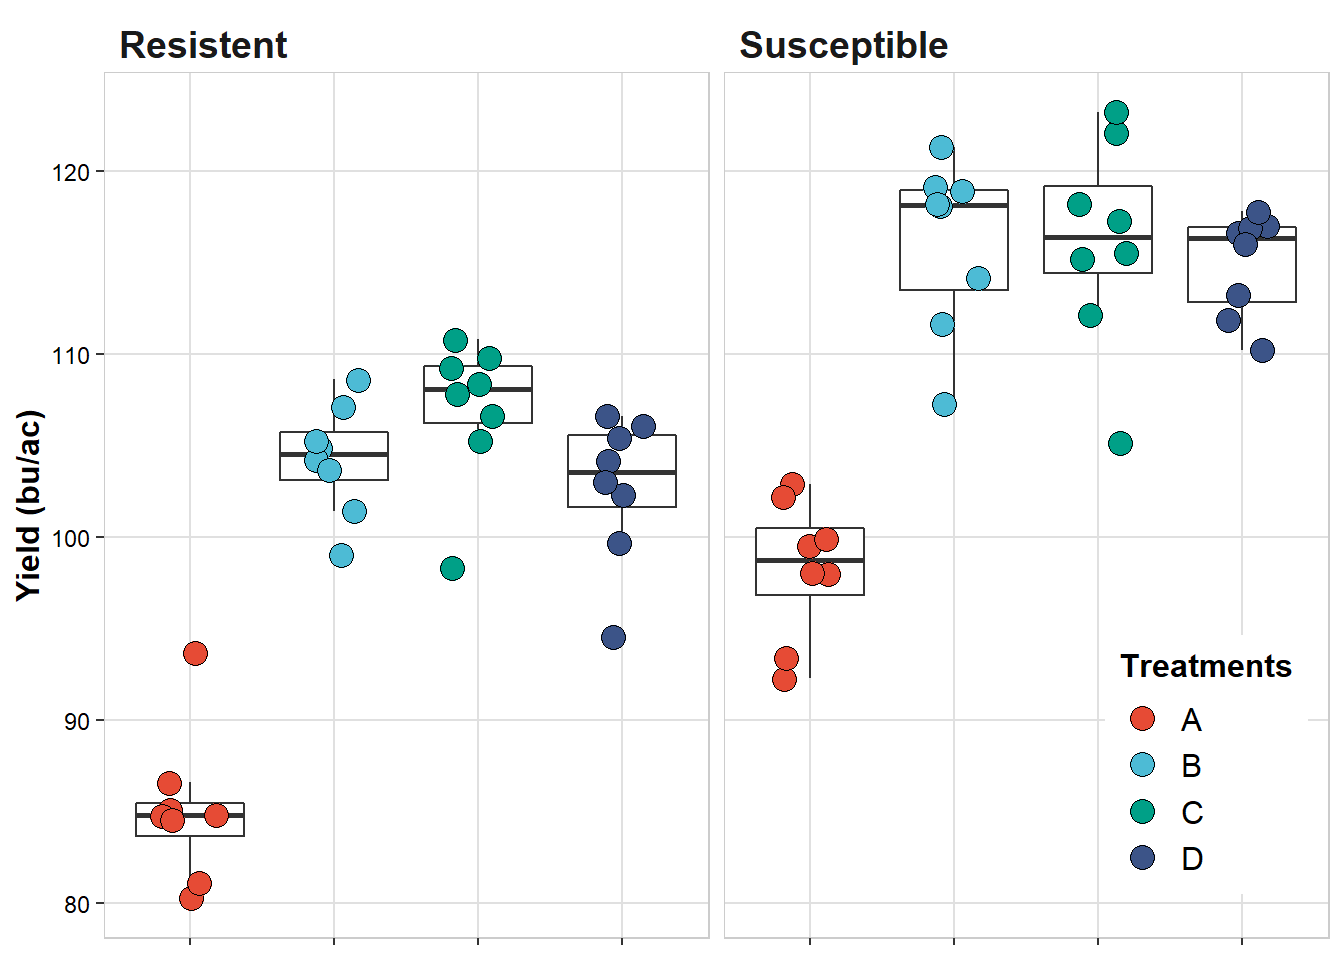 Resistent
Susceptible
Yield (bu/ac)
120
110
100
90
80
Treatments
A
B
C
D